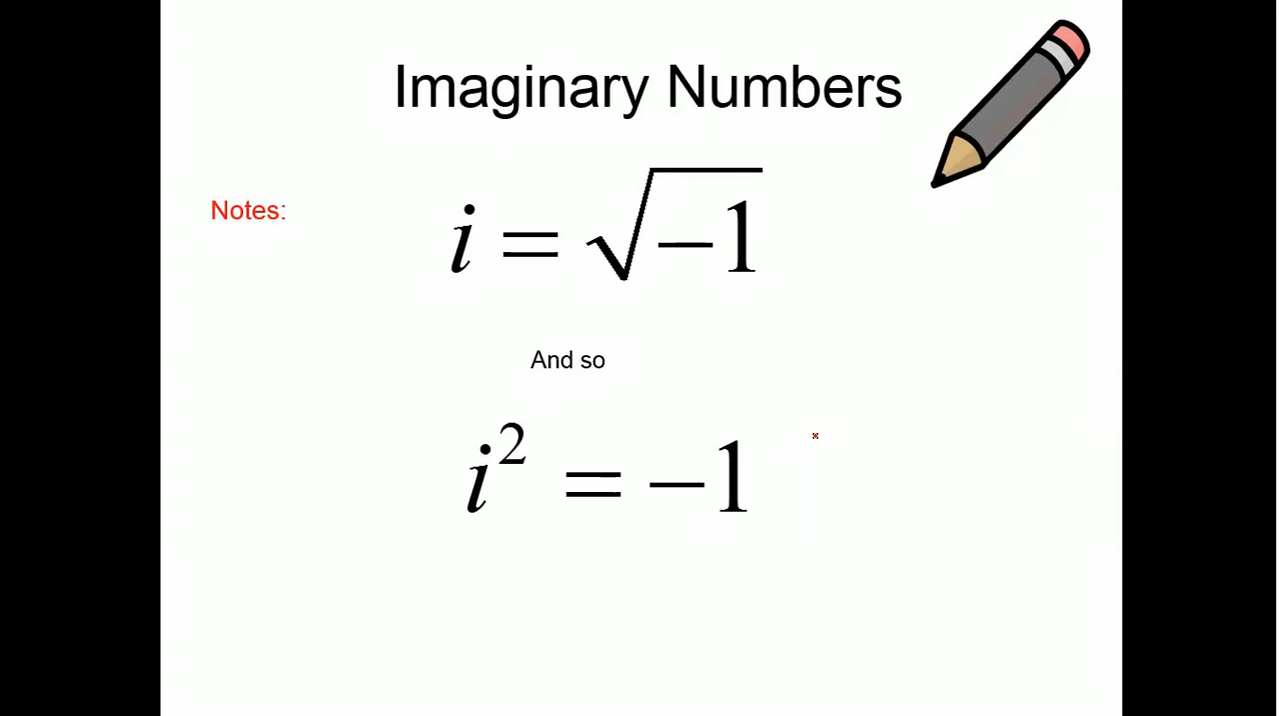 Imaginary Numbers
Notes:
i = √−1
And so
i² = −1